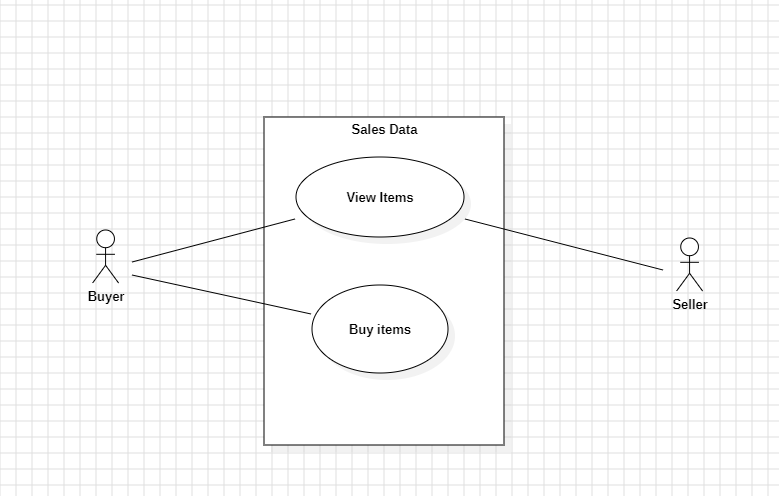 Sales Data
View Items
Buyer
Seller
Buy items